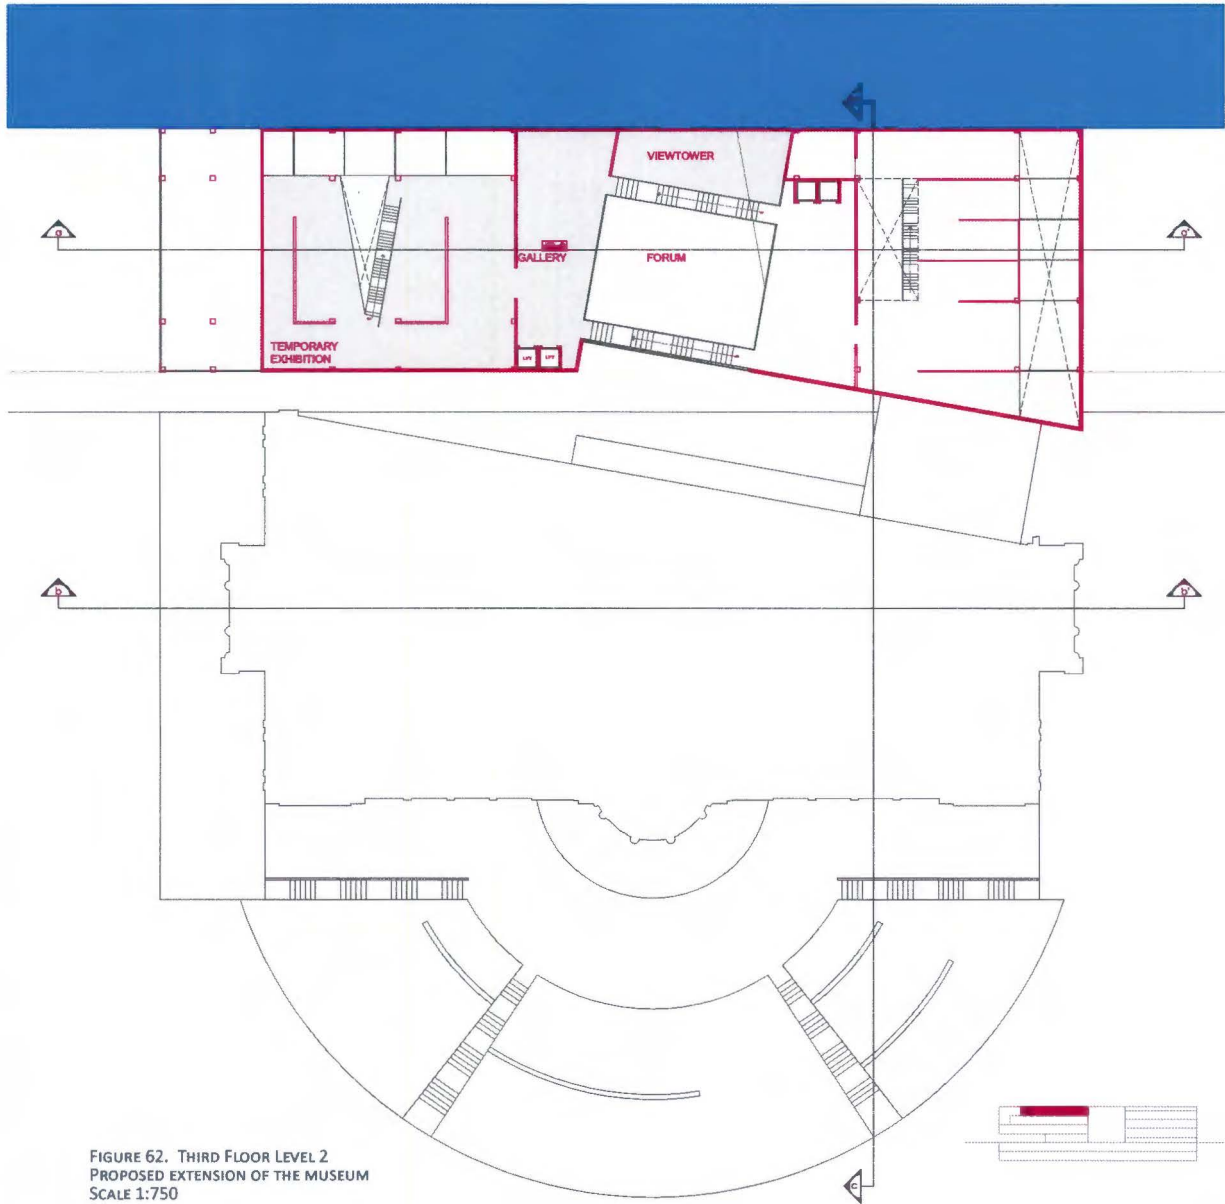 VIEWTOWER
a
a'
GALLERY
FORUM
TEMPORARY
EXHIBITION
LIFT
LIFT
b
b'
c
FIGURE 62. THIRD FLOOR LEVEL 2
PROPOSED EXTENSION OF THE MUSEUM
SCALE 1:750